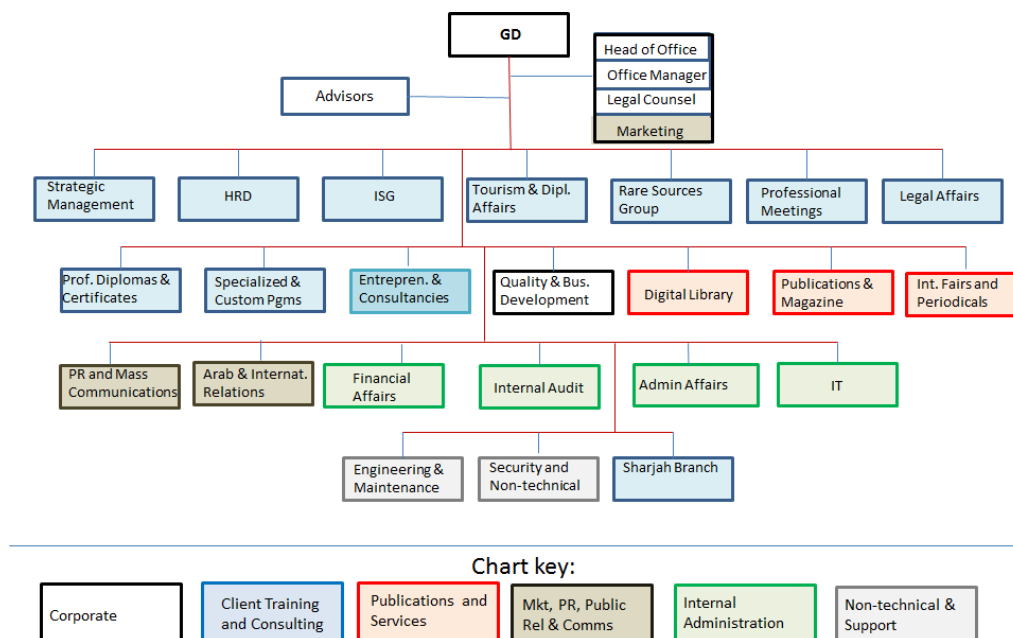 GD
Head of Office
Office Manager
Legal Counsel
Marketing
Advisors
Strategic
Management
HRD
ISG
Tourism & Dipl.
Affairs
Rare Sources
Group
Professional
Meetings
Legal Affairs
Prof. Diplomas &
Certificates
Specialized &
Custom Pgms
Entrepren. &
Consultancies
Quality & Bus.
Development
Digital Library
Publications &
Magazine
Int. Fairs and
Periodicals
PR and Mass
Communications
Arab & Internat.
Relations
Financial
Affairs
Internal Audit
Admin Affairs
IT
Engineering &
Maintenance
Security and
Non-technical
Sharjah Branch
Chart key:
Corporate
Client Training
and Consulting
Publications and
Services
Mkt, PR, Public
Rel & Comms
Internal
Administration
Non-technical &
Support